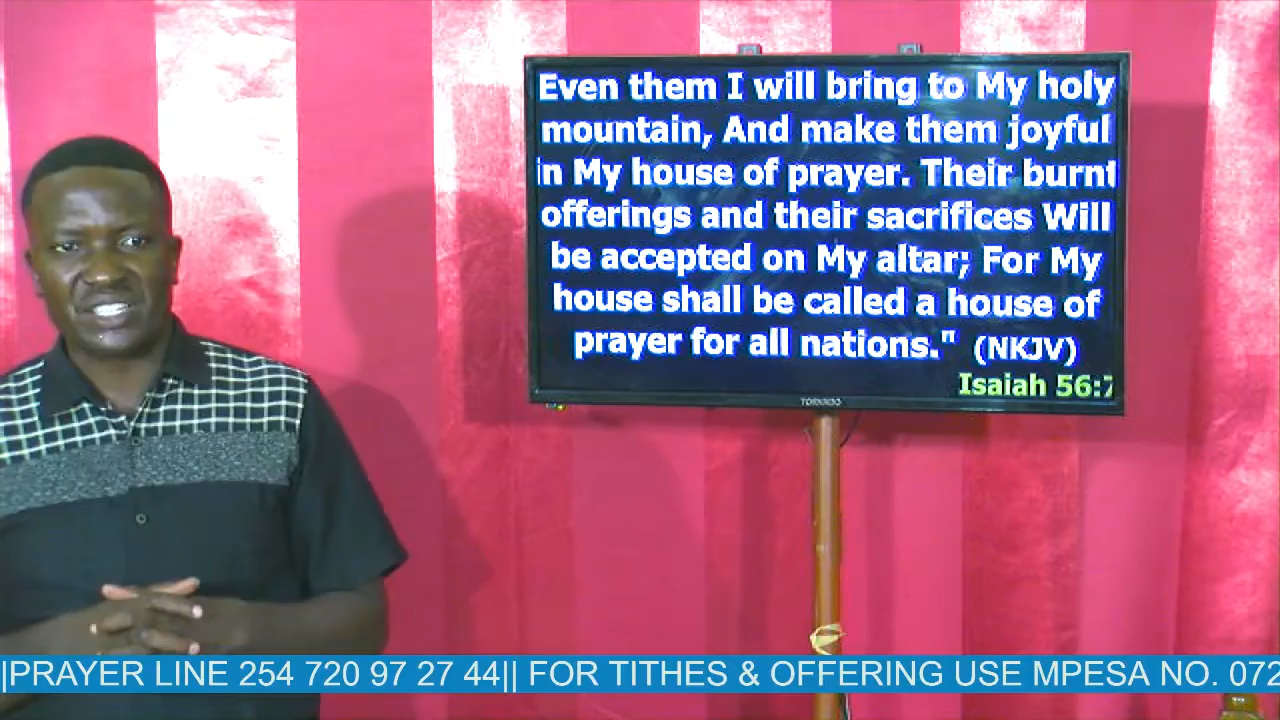 Even them I will bring to My holy
mountain, And make them joyful
in My house of prayer. Their burnt
offerings and their sacrifices Will
be accepted on My altar; For My
house shall be called a house of
prayer for all nations." (NKJV)
Isaiah 56:7
TORNADO
|PRAYER LINE 254 720 97 27 44|| FOR TITHES & OFFERING USE MPESA NO. 072